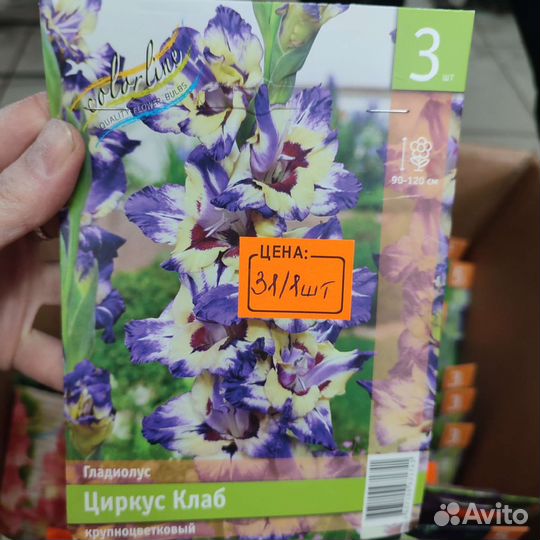 Colorline
QUALITY FLOWER BULBS
3
шт
90-120 см
ЦЕНА:
31/1шт
Гладиолус
Циркус Клаб
крупноцветковый
Avito